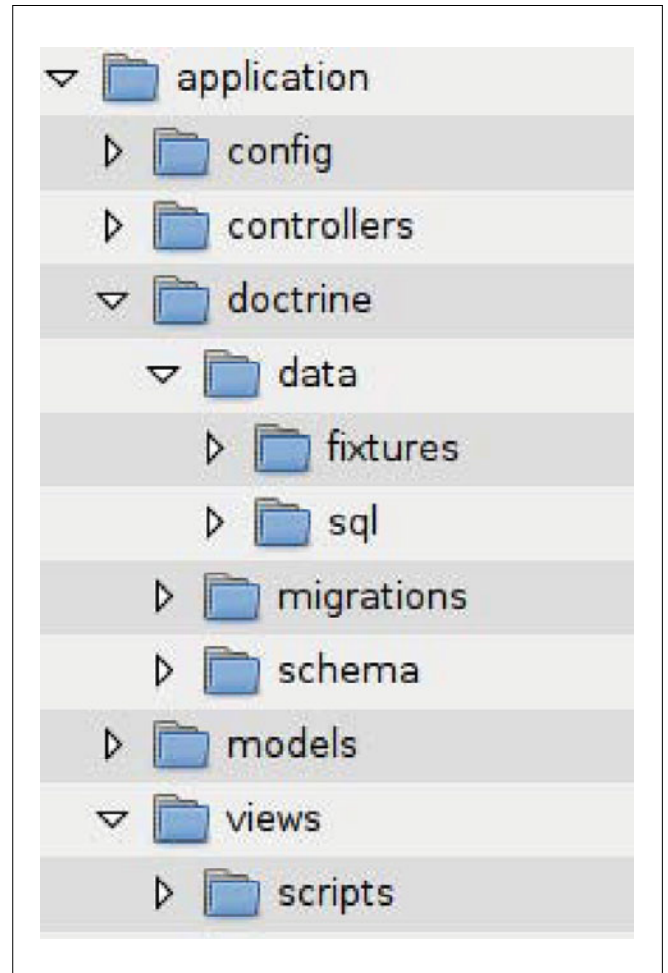 application
config
controllers
doctrine
data
fixtures
sql
migrations
schema
models
views
scripts